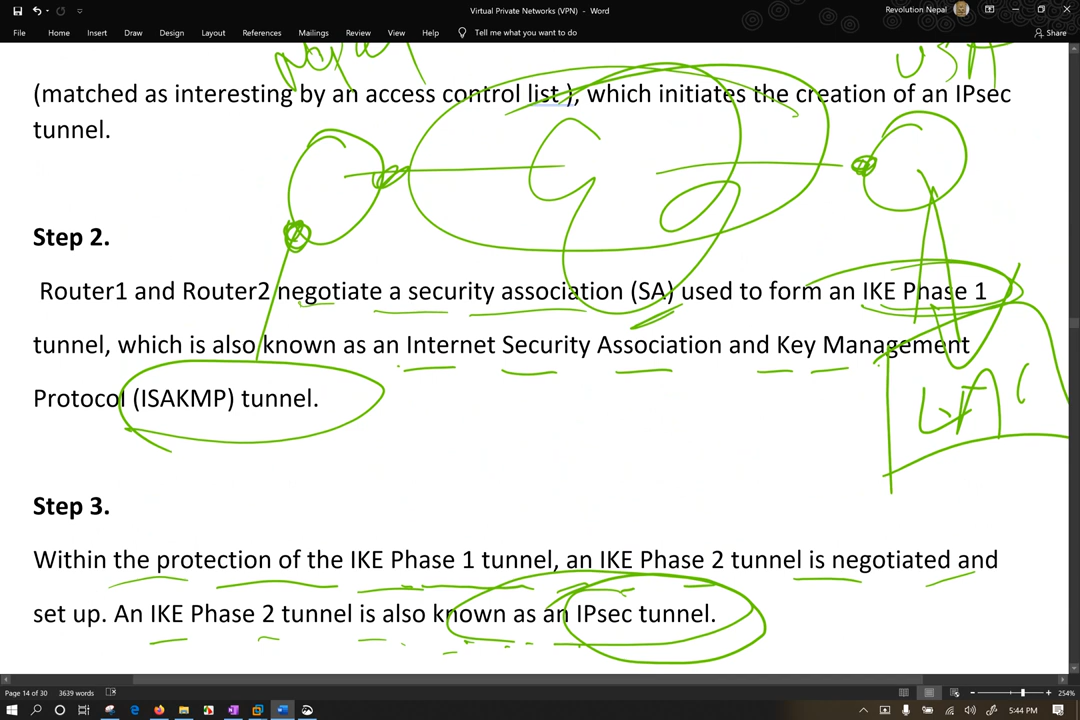 Virtual Private Networks (VPN) - Word
Revolution Nepal
File Home Insert Draw Design Layout References Mailings Review View Help Tell me what you want to do Share
Nepal USA
(matched as interesting by an access control list ), which initiates the creation of an IPsec
tunnel.
Step 2.
Router1 and Router2 negotiate a security association (SA) used to form an IKE Phase 1
tunnel, which is also known as an Internet Security Association and Key Management
Protocol (ISAKMP) tunnel.
Step 3.
Within the protection of the IKE Phase 1 tunnel, an IKE Phase 2 tunnel is negotiated and
set up. An IKE Phase 2 tunnel is also known as an IPsec tunnel.
Page 14 of 30 3639 words 254%
5:44 PM